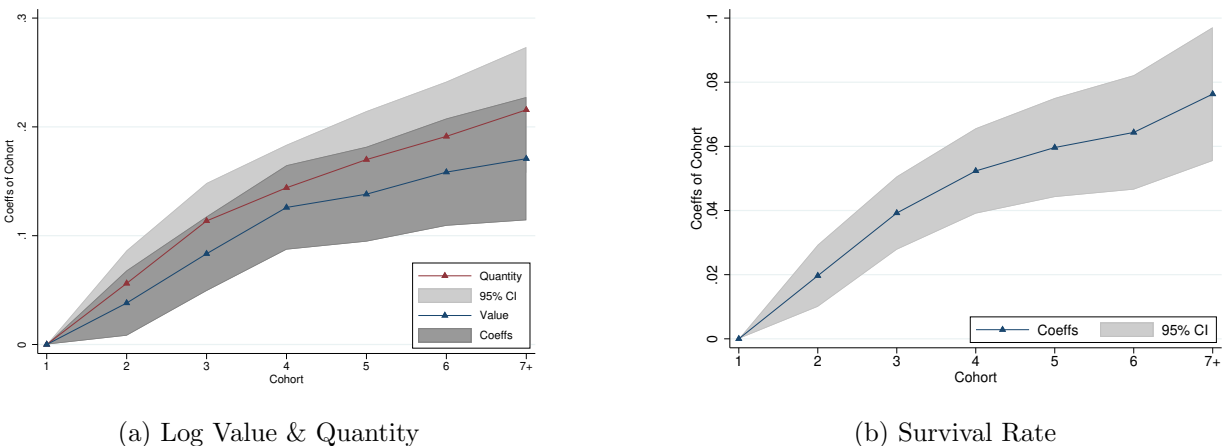 .3
.2
.1
0
Coeffs of Cohort
1 2 3 4 5 6 7+
Cohort
Quantity
95% CI
Value
Coeffs
(a) Log Value & Quantity
.1
.08
.06
.04
.02
0
Coeffs of Cohort
1 2 3 4 5 6 7+
Cohort
Coeffs 95% CI
(b) Survival Rate